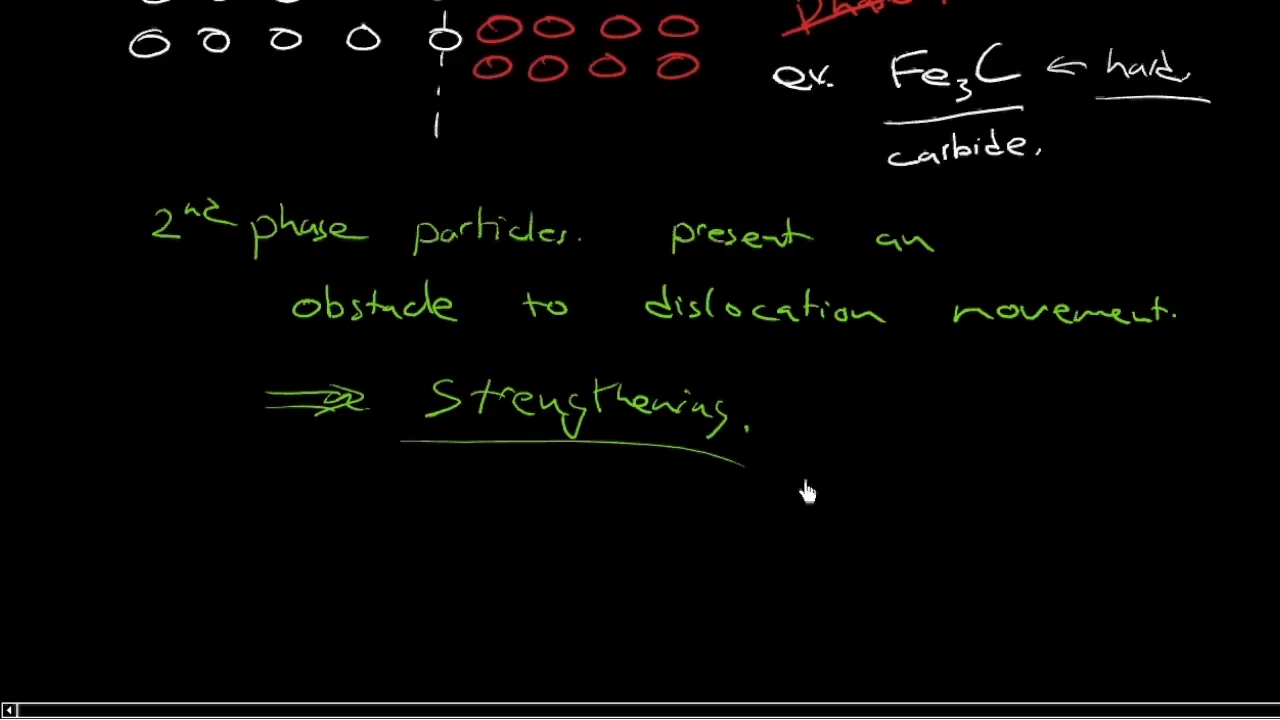 ex. Fe₃C ← hard.
carbide.
2nd phase particles. present an
obstacle to dislocation movement.
⇒ Strengthening.